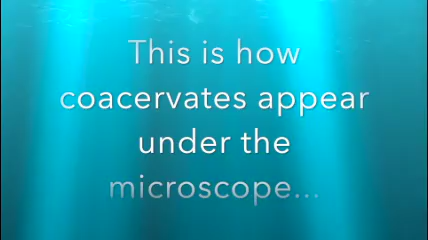 This is how
coacervates appear
under the
microscope...